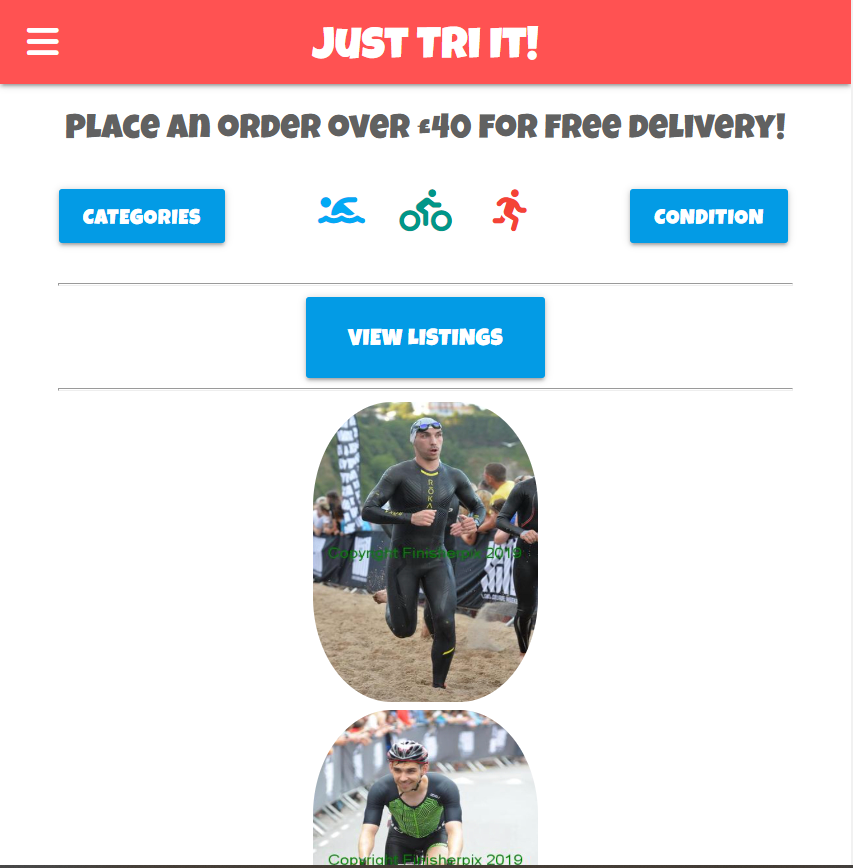 JUST TRI IT!
Place an order over £40 for free delivery!
CATEGORIES
CONDITION
VIEW LISTINGS
ROKA
Copyright Finisherpix 2019
Copyright Finisherpix 2019